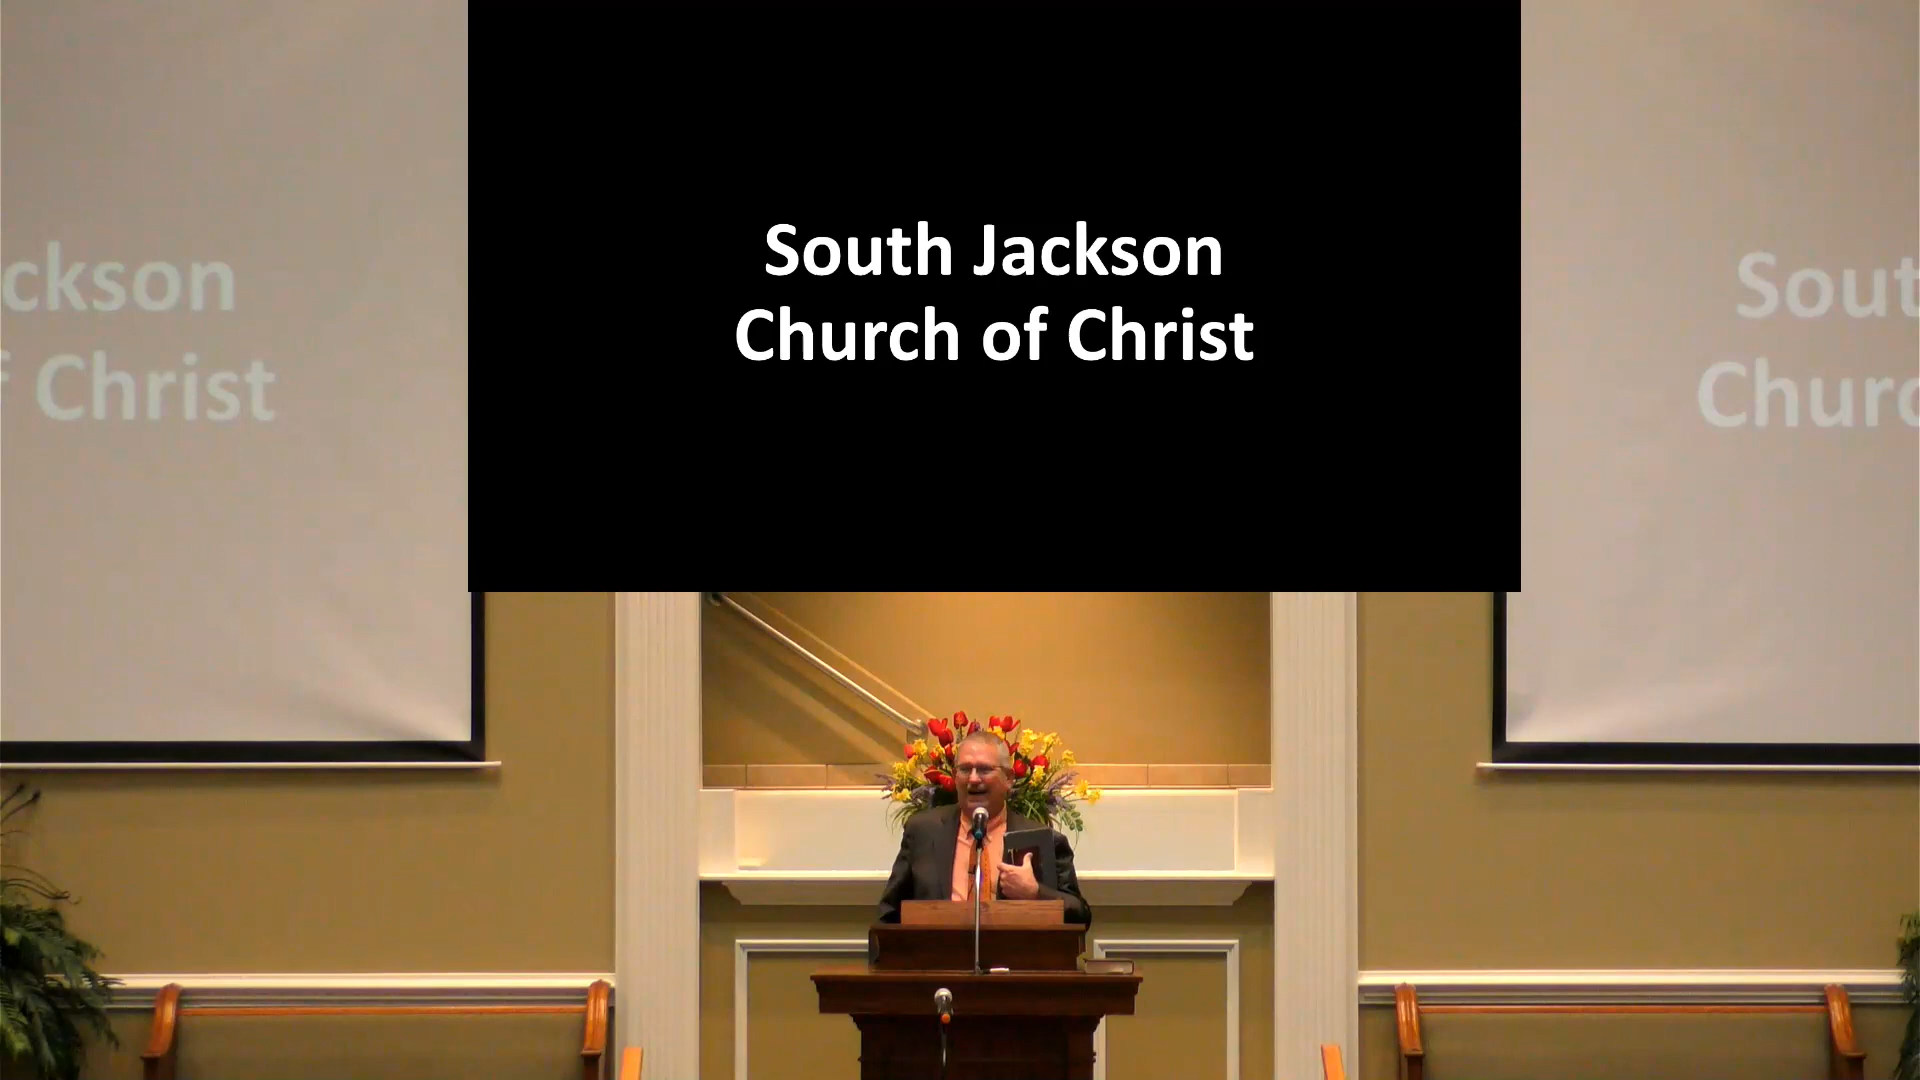 South Jackson
Church of Christ
ckson
f Christ
Sout
Churc